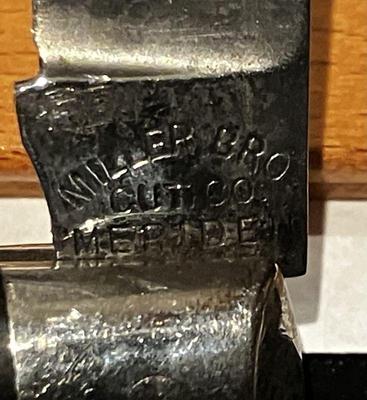 MILLER BRO
CUT. CO.
MERIDEN